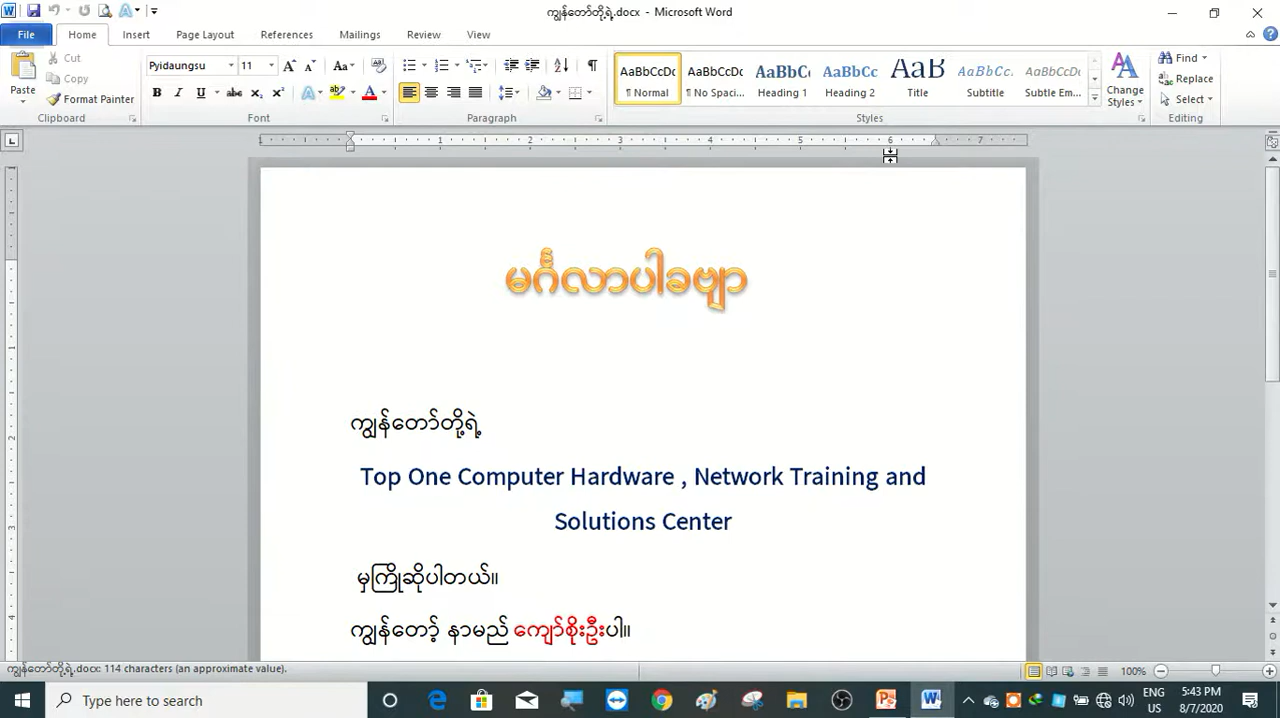 ကျွန်တော်တို့ရဲ့.docx - Microsoft Word
File Home Insert Page Layout References Mailings Review View
Paste
Cut
Copy
Format Painter
Clipboard
Pyidaungsu 11
Font
Paragraph
AaBbCcDc AaBbCcDc AaBbC AaBbCc AaB AaBbCc. AaBbCcDc
¶ Normal ¶ No Spaci... Heading 1 Heading 2 Title Subtitle Subtle Em...
Change Styles
Styles
Find
Replace
Select
Editing
မင်္ဂလာပါခဗျာ
ကျွန်တော်တို့ရဲ့
Top One Computer Hardware , Network Training and
Solutions Center
မှကြိုဆိုပါတယ်။
ကျွန်တော့် နာမည် ကျော်စိုးဦးပါ။
ကျွန်တော်တို့ရဲ့.docx: 114 characters (an approximate value).
100%
Type here to search
ENG
US
5:43 PM
8/7/2020